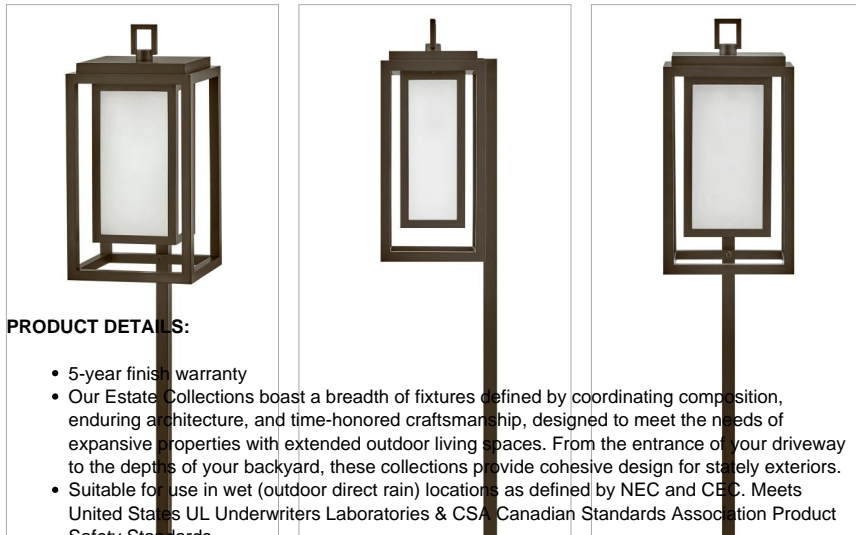 PRODUCT DETAILS:
• 5-year finish warranty
• Our Estate Collections boast a breadth of fixtures defined by coordinating composition,
enduring architecture, and time-honored craftsmanship, designed to meet the needs of
expansive properties with extended outdoor living spaces. From the entrance of your driveway
to the depths of your backyard, these collections provide cohesive design for stately exteriors.
• Suitable for use in wet (outdoor direct rain) locations as defined by NEC and CEC. Meets
United States UL Underwriters Laboratories & CSA Canadian Standards Association Product
Safety Standards